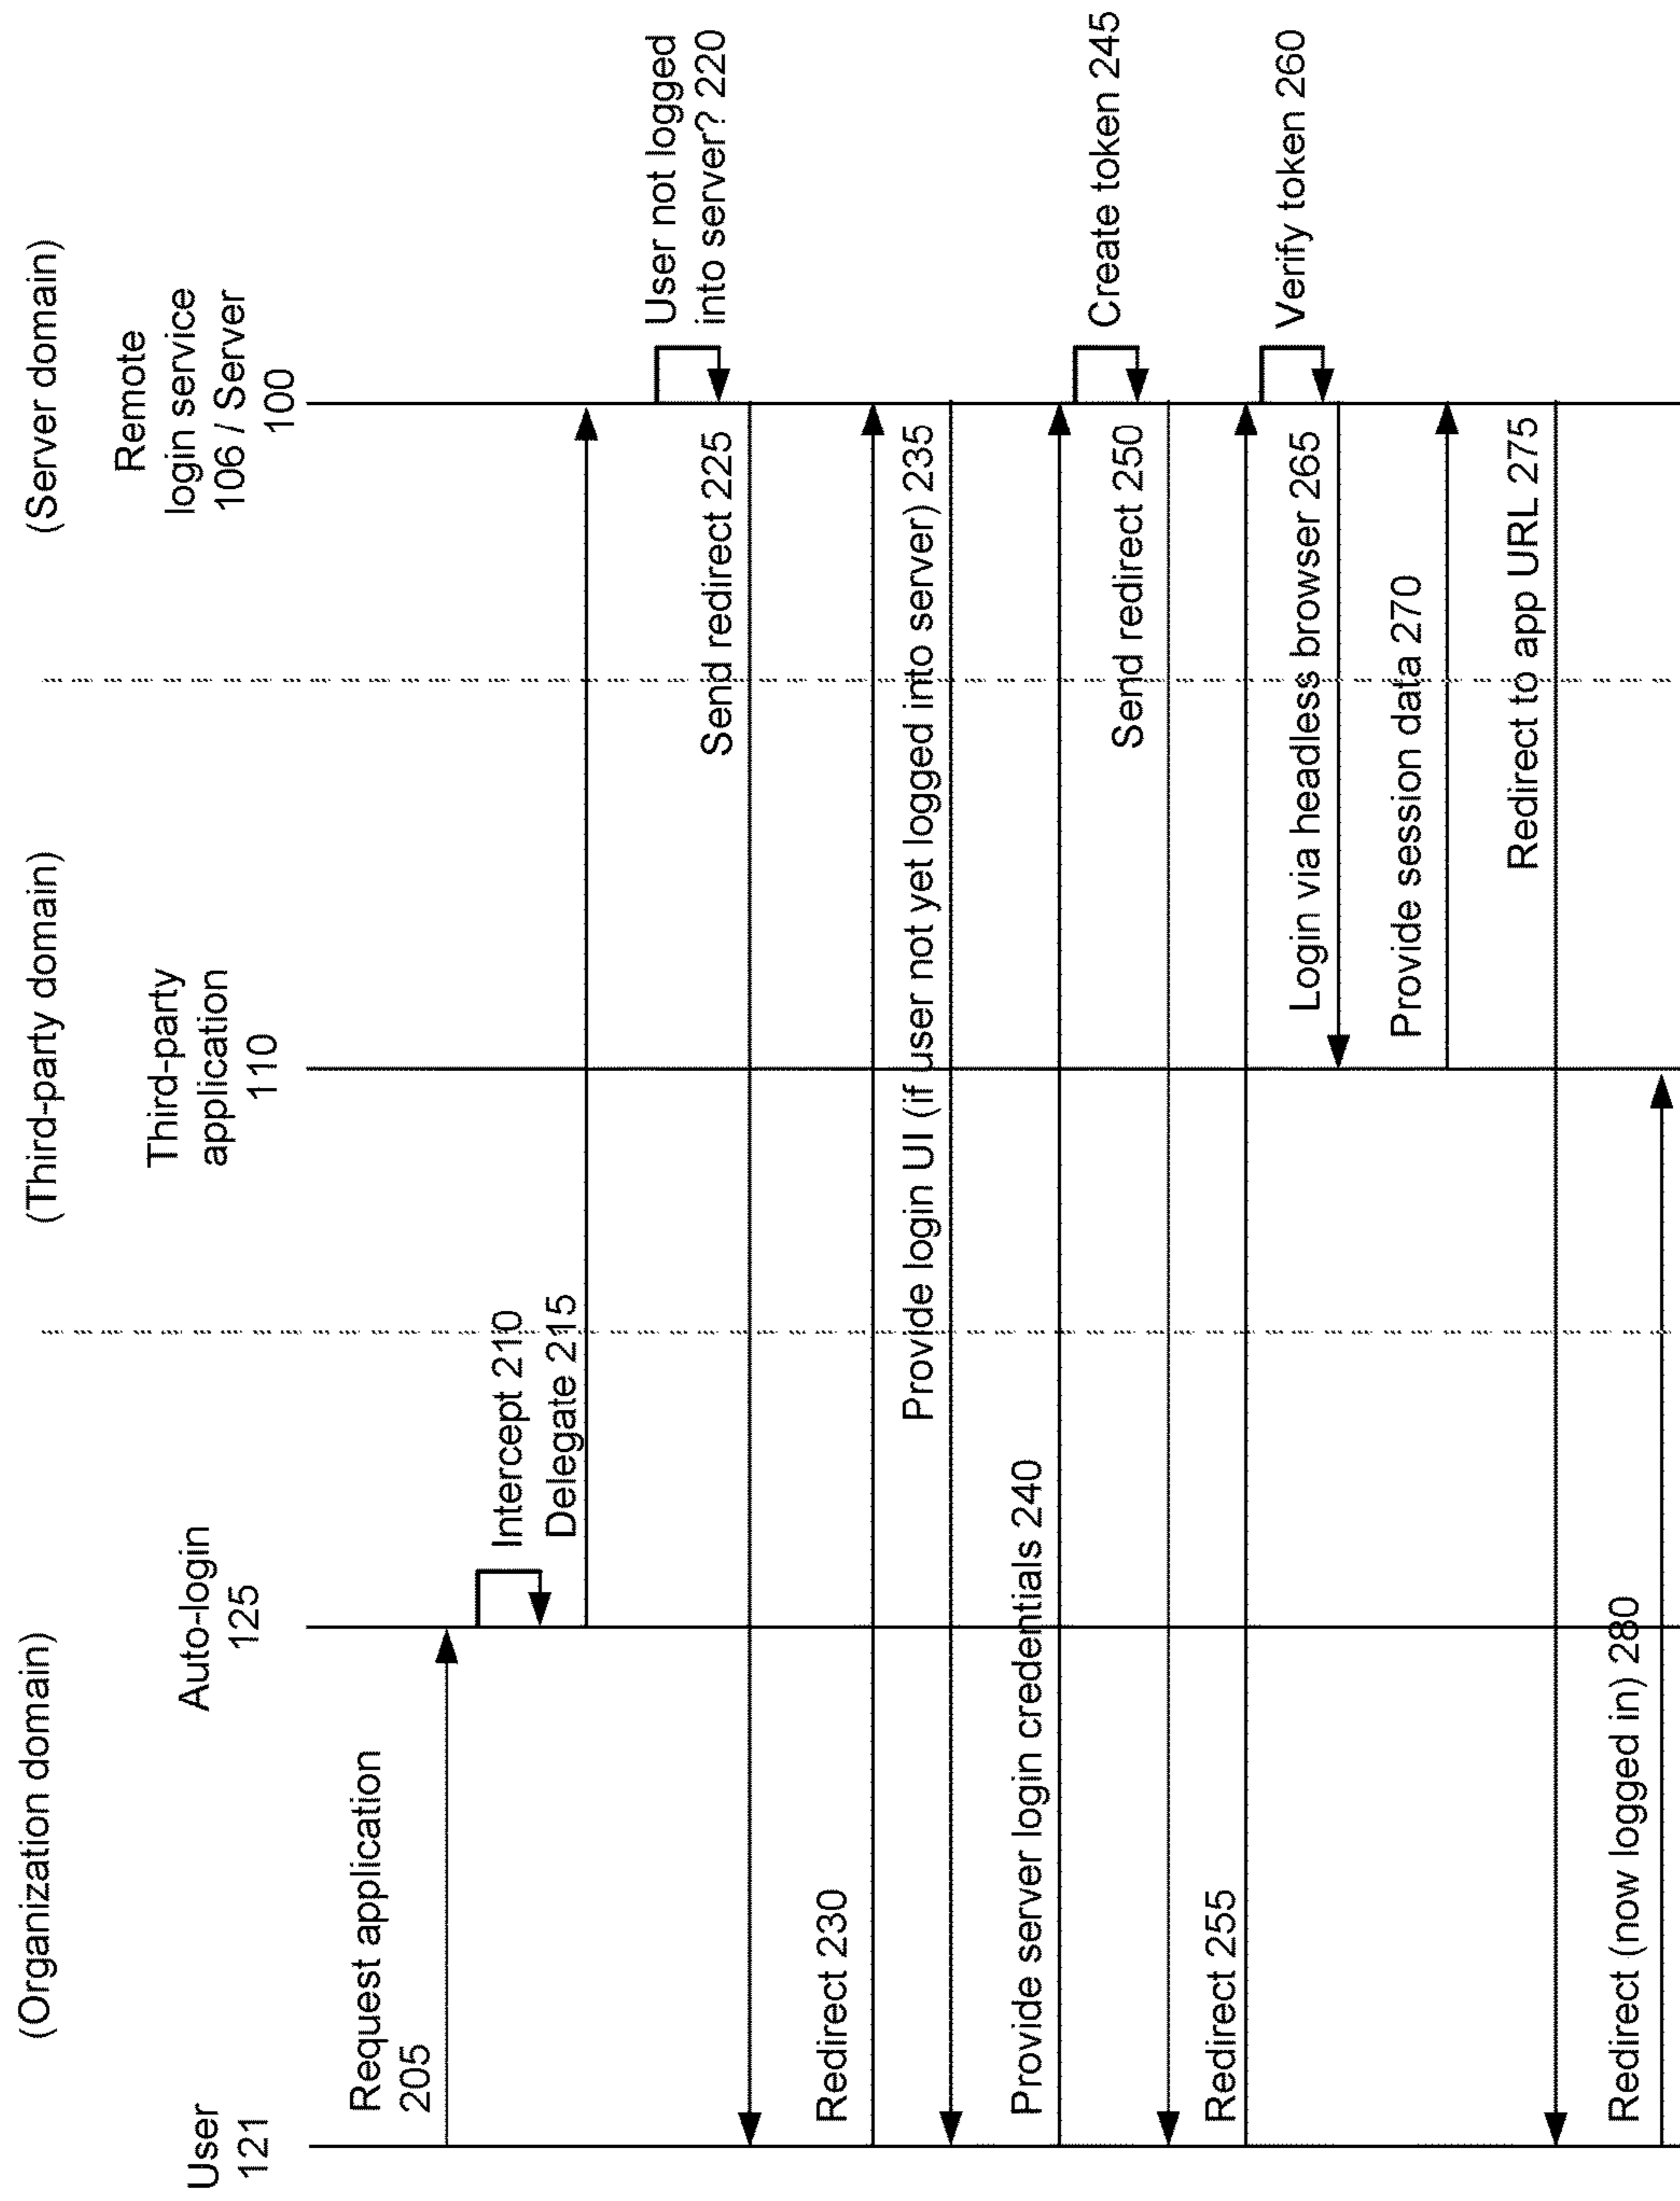 (Organization domain)
(Third-party domain)
(Server domain)
User
121
Auto-login
125
Third-party
application
110
Remote
login service
106 / Server
100
Request application
205
Intercept 210
Delegate 215
User not logged
into server? 220
Send redirect 225
Redirect 230
Provide login UI (if user not yet logged into server) 235
Provide server login credentials 240
Create token 245
Send redirect 250
Redirect 255
Verify token 260
Login via headless browser 265
Provide session data 270
Redirect to app URL 275
Redirect (now logged in) 280